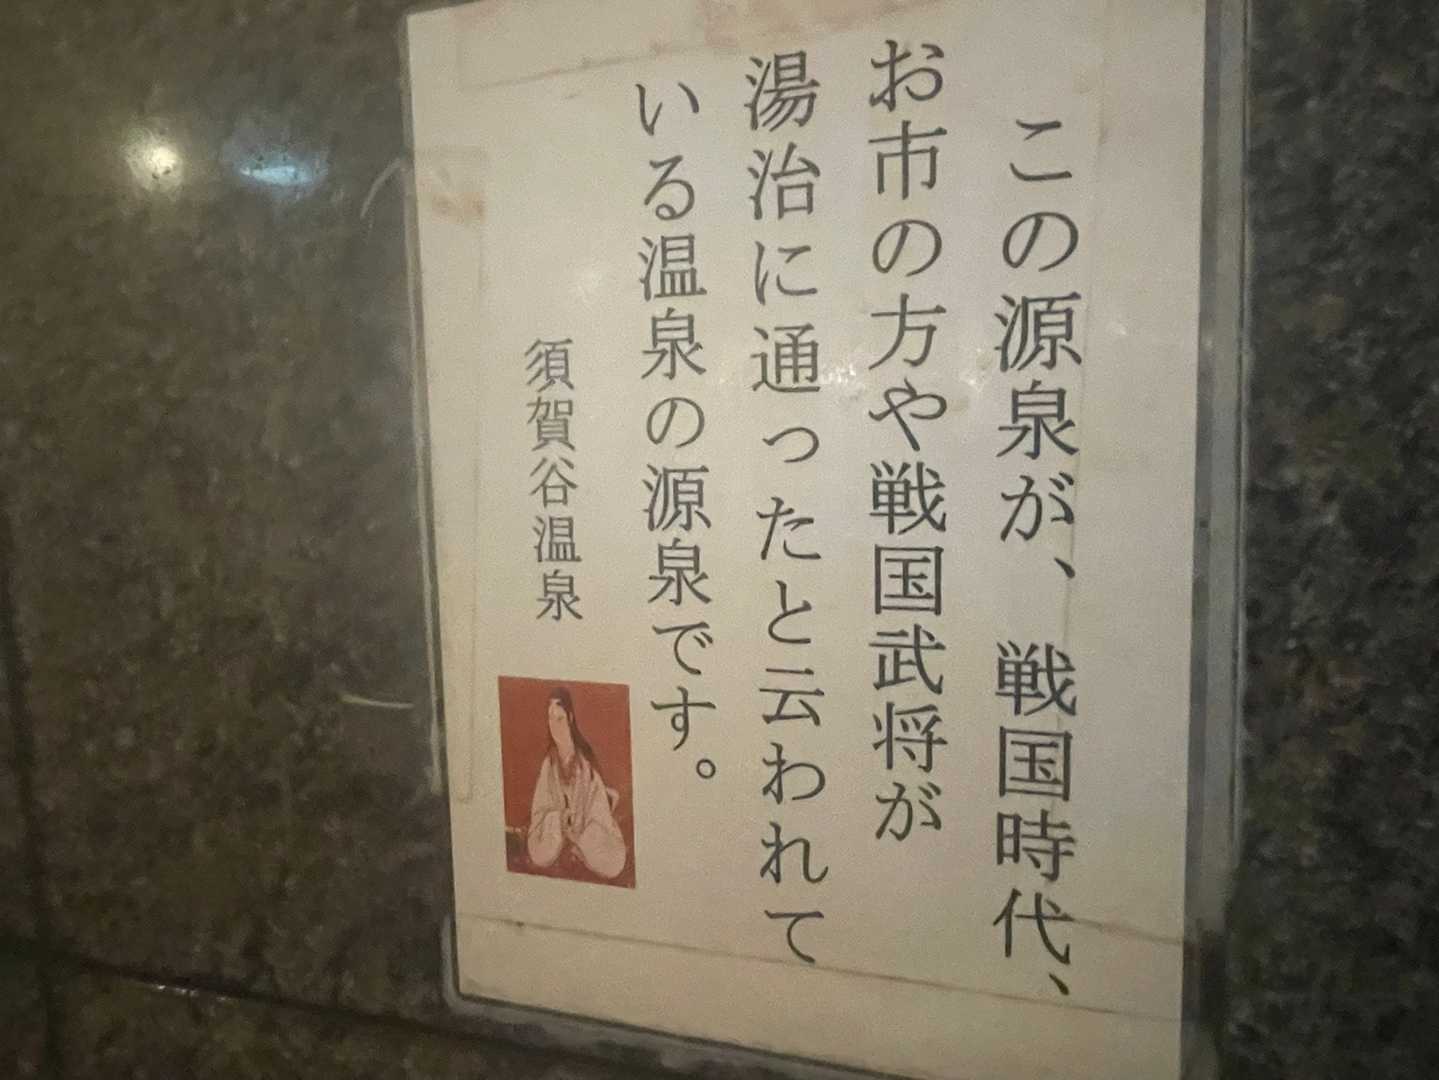 この源泉が、戦国時代、
お市の方や戦国武将が
湯治に通ったと云われて
いる温泉の源泉です。
須賀谷温泉